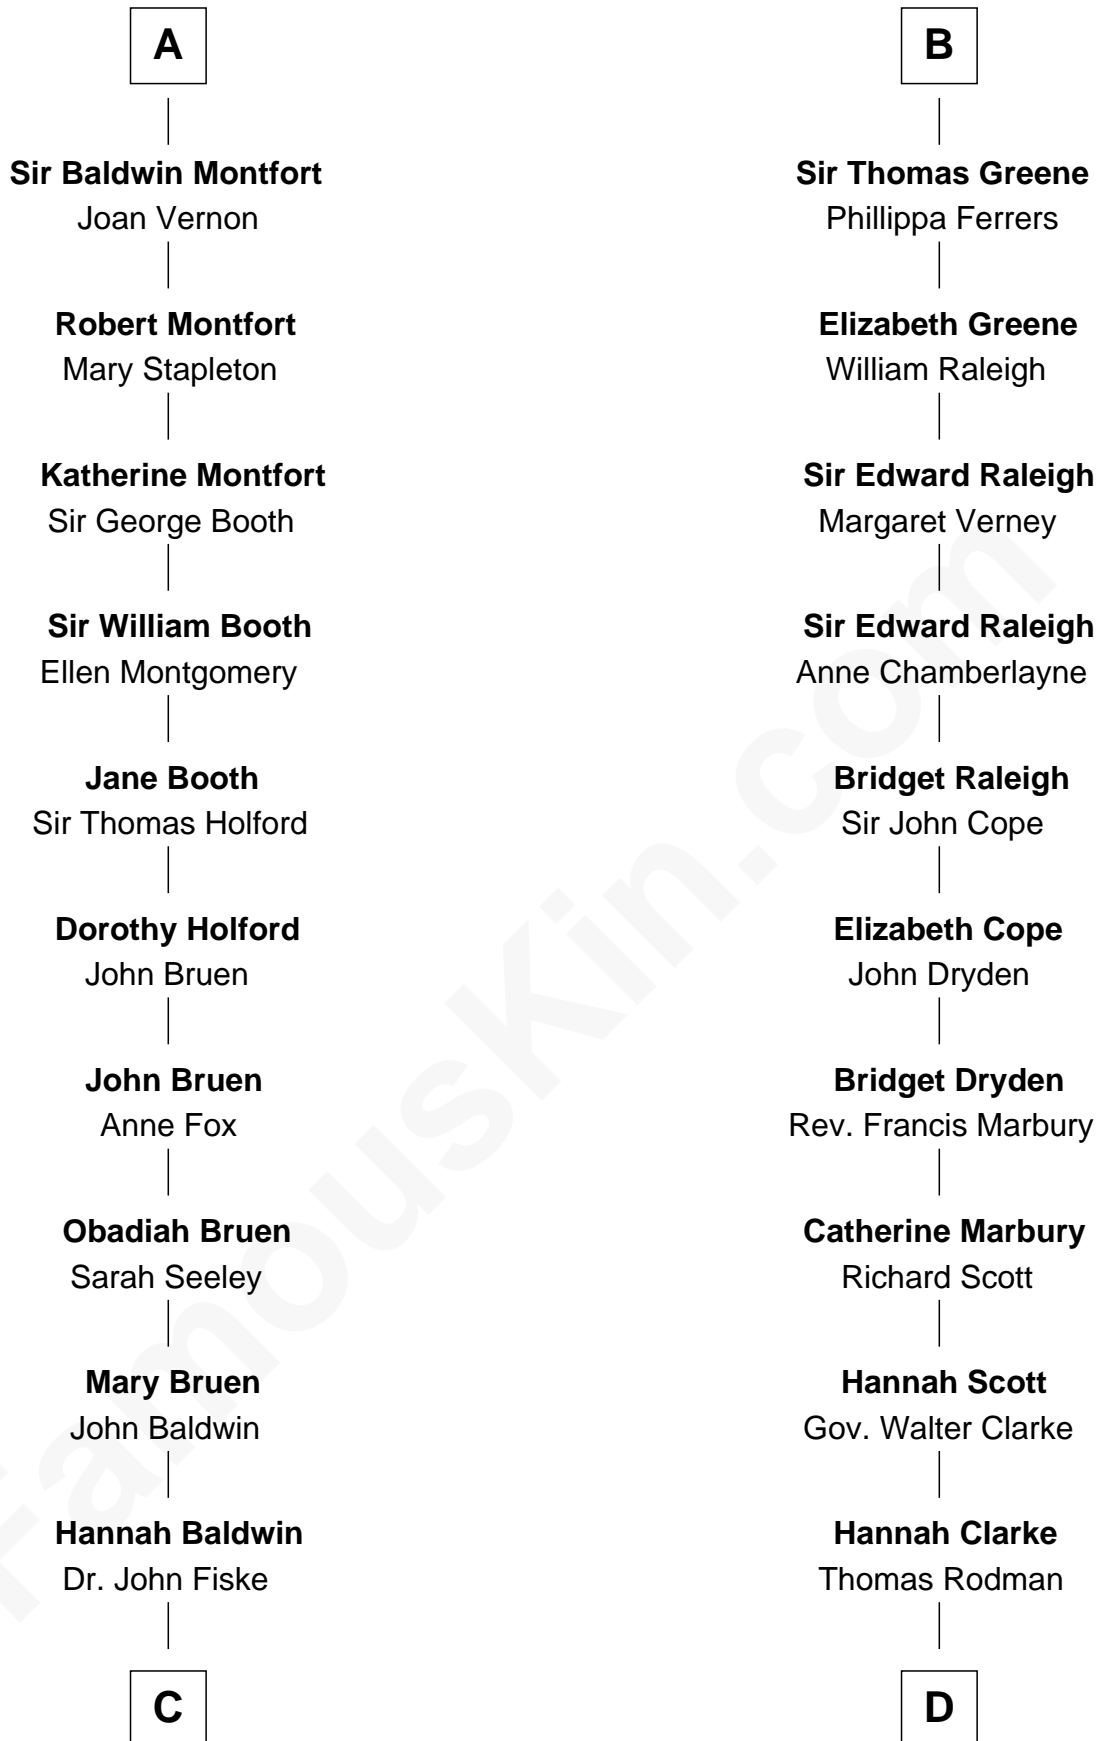 A
Sir Baldwin Montfort
Joan Vernon
Robert Montfort
Mary Stapleton
Katherine Montfort
Sir George Booth
Sir William Booth
Ellen Montgomery
Jane Booth
Sir Thomas Holford
Dorothy Holford
John Bruen
John Bruen
Anne Fox
Obadiah Bruen
Sarah Seeley
Mary Bruen
John Baldwin
Hannah Baldwin
Dr. John Fiske
C
B
Sir Thomas Greene
Phillippa Ferrers
Elizabeth Greene
William Raleigh
Sir Edward Raleigh
Margaret Verney
Sir Edward Raleigh
Anne Chamberlayne
Bridget Raleigh
Sir John Cope
Elizabeth Cope
John Dryden
Bridget Dryden
Rev. Francis Marbury
Catherine Marbury
Richard Scott
Hannah Scott
Gov. Walter Clarke
Hannah Clarke
Thomas Rodman
D
FamousKin.com